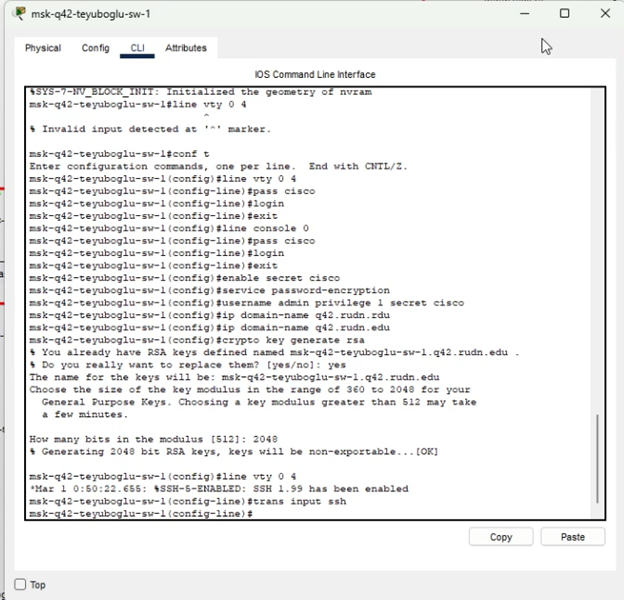 msk-q42-teyuboglu-sw-1
Physical Config CLI Attributes
IOS Command Line Interface
%SYS-7-NV_BLOCK_INIT: Initialized the geometry of nvram
msk-q42-teyuboglu-sw-1#line vty 0 4
^
% Invalid input detected at '^' marker.
msk-q42-teyuboglu-sw-1#conf t
Enter configuration commands, one per line. End with CNTL/Z.
msk-q42-teyuboglu-sw-1(config)#line vty 0 4
msk-q42-teyuboglu-sw-1(config-line)#pass cisco
msk-q42-teyuboglu-sw-1(config-line)#login
msk-q42-teyuboglu-sw-1(config-line)#exit
msk-q42-teyuboglu-sw-1(config)#line console 0
msk-q42-teyuboglu-sw-1(config-line)#pass cisco
msk-q42-teyuboglu-sw-1(config-line)#login
msk-q42-teyuboglu-sw-1(config-line)#exit
msk-q42-teyuboglu-sw-1(config)#enable secret cisco
msk-q42-teyuboglu-sw-1(config)#service password-encryption
msk-q42-teyuboglu-sw-1(config)#username admin privilege 1 secret cisco
msk-q42-teyuboglu-sw-1(config)#ip domain-name q42.rudn.rdu
msk-q42-teyuboglu-sw-1(config)#ip domain-name q42.rudn.edu
msk-q42-teyuboglu-sw-1(config)#crypto key generate rsa
% You already have RSA keys defined named msk-q42-teyuboglu-sw-1.q42.rudn.edu .
% Do you really want to replace them? [yes/no]: yes
The name for the keys will be: msk-q42-teyuboglu-sw-1.q42.rudn.edu
Choose the size of the key modulus in the range of 360 to 2048 for your
General Purpose Keys. Choosing a key modulus greater than 512 may take
a few minutes.
How many bits in the modulus [512]: 2048
% Generating 2048 bit RSA keys, keys will be non-exportable...[OK]
msk-q42-teyuboglu-sw-1(config)#line vty 0 4
*Mar 1 0:50:22.655: %SSH-5-ENABLED: SSH 1.99 has been enabled
msk-q42-teyuboglu-sw-1(config-line)#trans input ssh
msk-q42-teyuboglu-sw-1(config-line)#
Copy Paste
Top